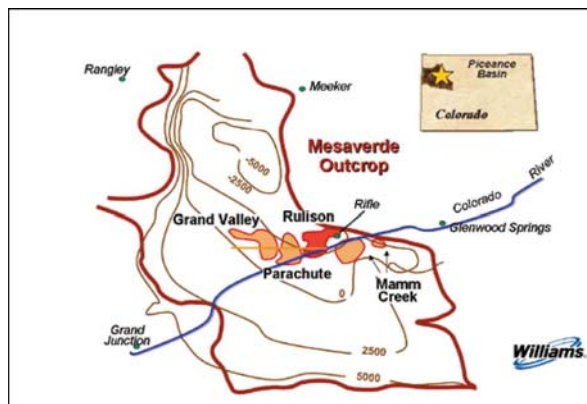 Rangley
Meeker
Piceance
Basin
Colorado
Mesaverde
Outcrop
-5000
-2500
Grand Valley
Rulison
Rifle
Colorado
River
Glenwood Springs
Parachute
Mamm
Creek
0
Grand
Junction
2500
5000
Williams